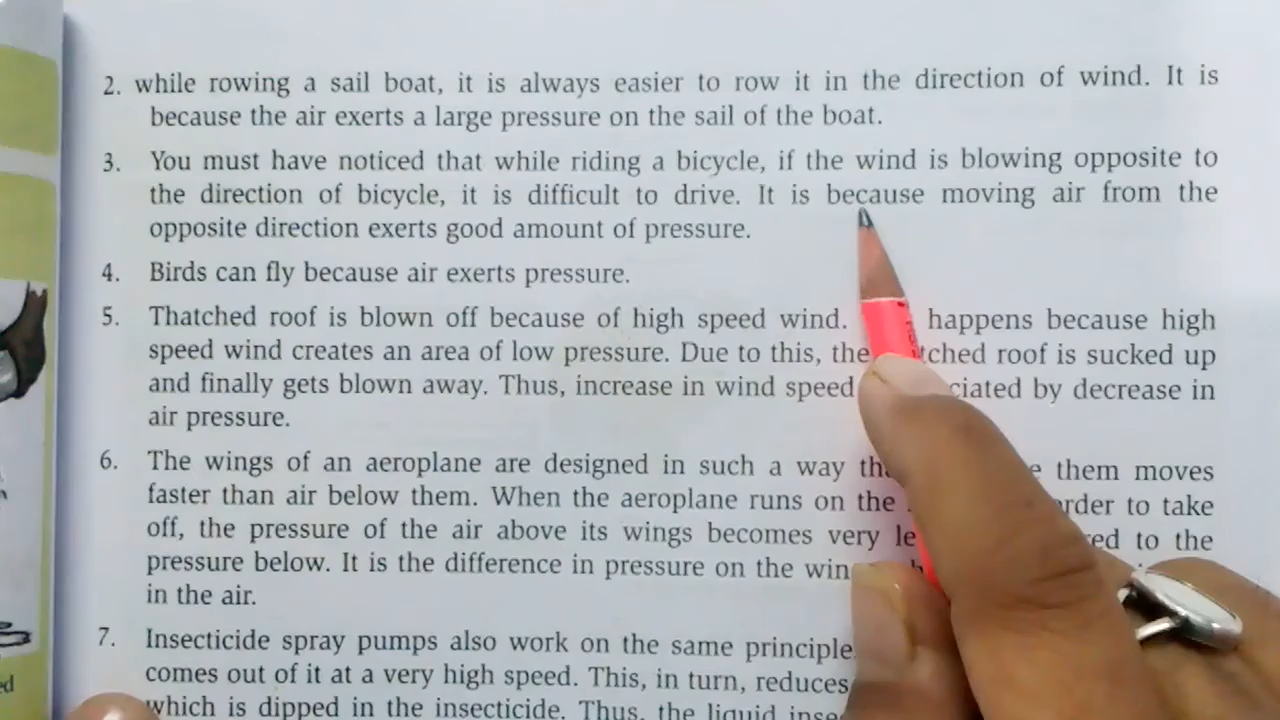 2. while rowing a sail boat, it is always easier to row it in the direction of wind. It is
because the air exerts a large pressure on the sail of the boat.
3. You must have noticed that while riding a bicycle, if the wind is blowing opposite to
the direction of bicycle, it is difficult to drive. It is because moving air from the
opposite direction exerts good amount of pressure.
4. Birds can fly because air exerts pressure.
5. Thatched roof is blown off because of high speed wind. happens because high
speed wind creates an area of low pressure. Due to this, the roof is sucked up
and finally gets blown away. Thus, increase in wind speed by decrease in
air pressure.
6. The wings of an aeroplane are designed in such a way them moves
faster than air below them. When the aeroplane runs on the to take
off, the pressure of the air above its wings becomes very to the
pressure below. It is the difference in pressure on the
in the air.
7. Insecticide spray pumps also work on the same principle
comes out of it at a very high speed. This, in turn, reduces
which is dipped in the insecticide. Thus, the liquid